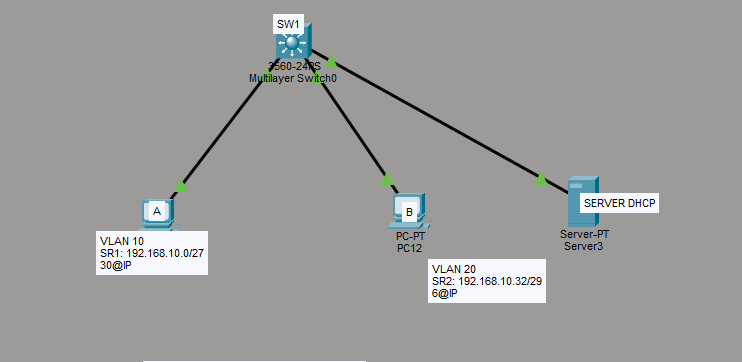 SW1
3560-24PS
Multilayer Switch0
A
VLAN 10
SR1: 192.168.10.0/27
30@IP
B
PC-PT
PC12
VLAN 20
SR2: 192.168.10.32/29
6@IP
SERVER DHCP
Server-PT
Server3